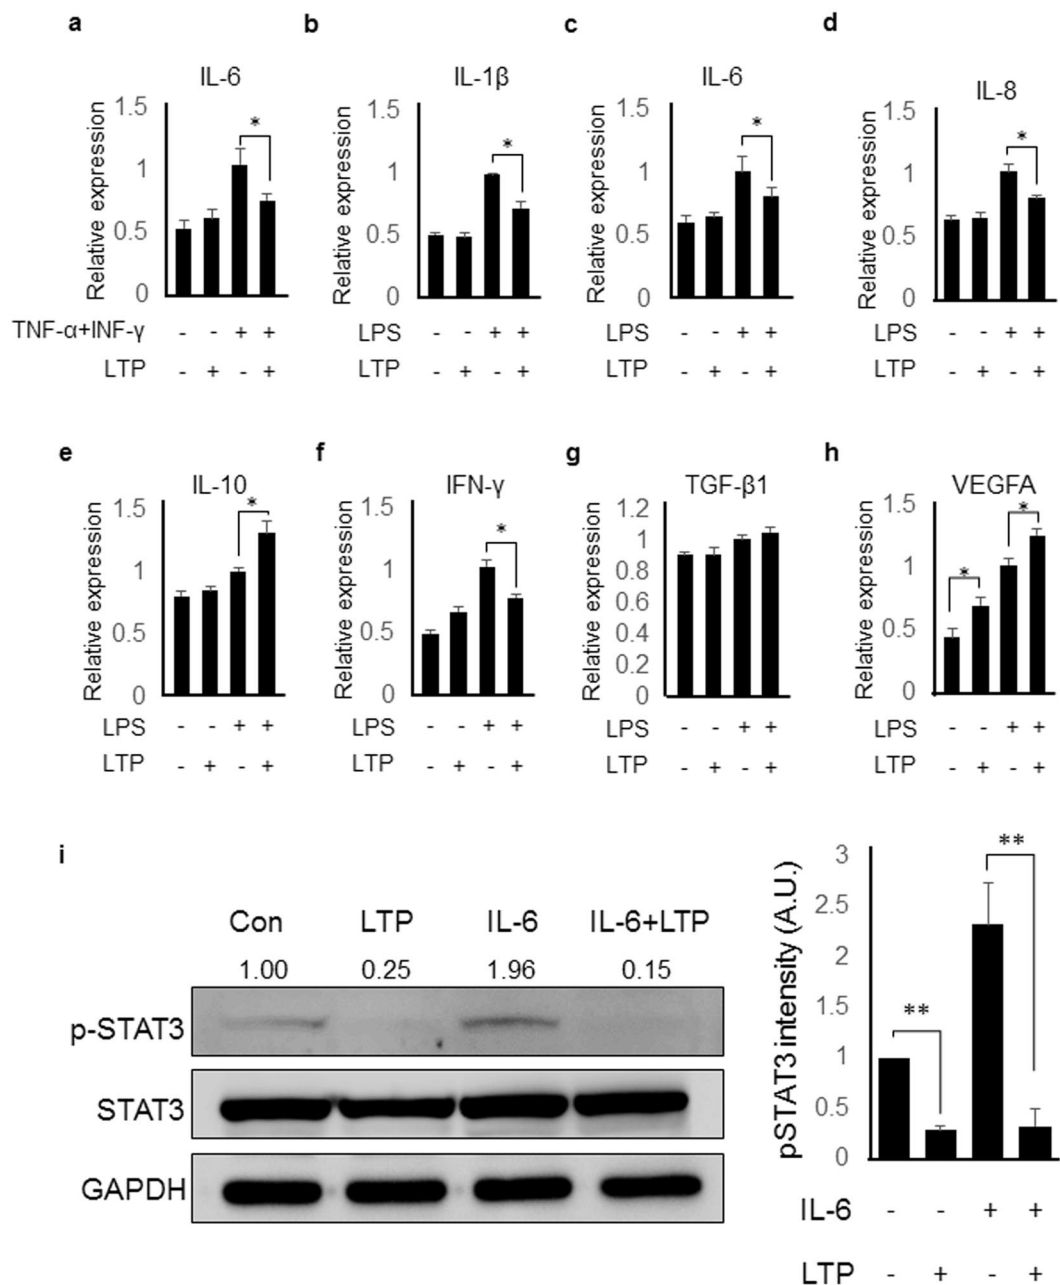 a
IL-6
Relative expression
1.5
1
0.5
0
*
TNF-α+INF-γ - - + +
LTP - + - +
b
IL-1β
Relative expression
1.5
1
0.5
0
*
LPS - - + +
LTP - + - +
c
IL-6
Relative expression
1.5
1
0.5
0
*
LPS - - + +
LTP - + - +
d
IL-8
Relative expression
1.5
1
0.5
0
*
LPS - - + +
LTP - + - +
e
IL-10
Relative expression
1.5
1
0.5
0
*
LPS - - + +
LTP - + - +
f
IFN-γ
Relative expression
1.5
1
0.5
0
*
LPS - - + +
LTP - + - +
g
TGF-β1
Relative expression
1.2
1
0.8
0.6
0.4
0.2
0
LPS - - + +
LTP - + - +
h
VEGFA
Relative expression
1.5
1
0.5
0
*
*
LPS - - + +
LTP - + - +
i
Con LTP IL-6 IL-6+LTP
1.00 0.25 1.96 0.15
p-STAT3
STAT3
GAPDH
pSTAT3 intensity (A.U.)
3
2.5
2
1.5
1
0.5
0
**
**
IL-6 - - + +
LTP - + - +